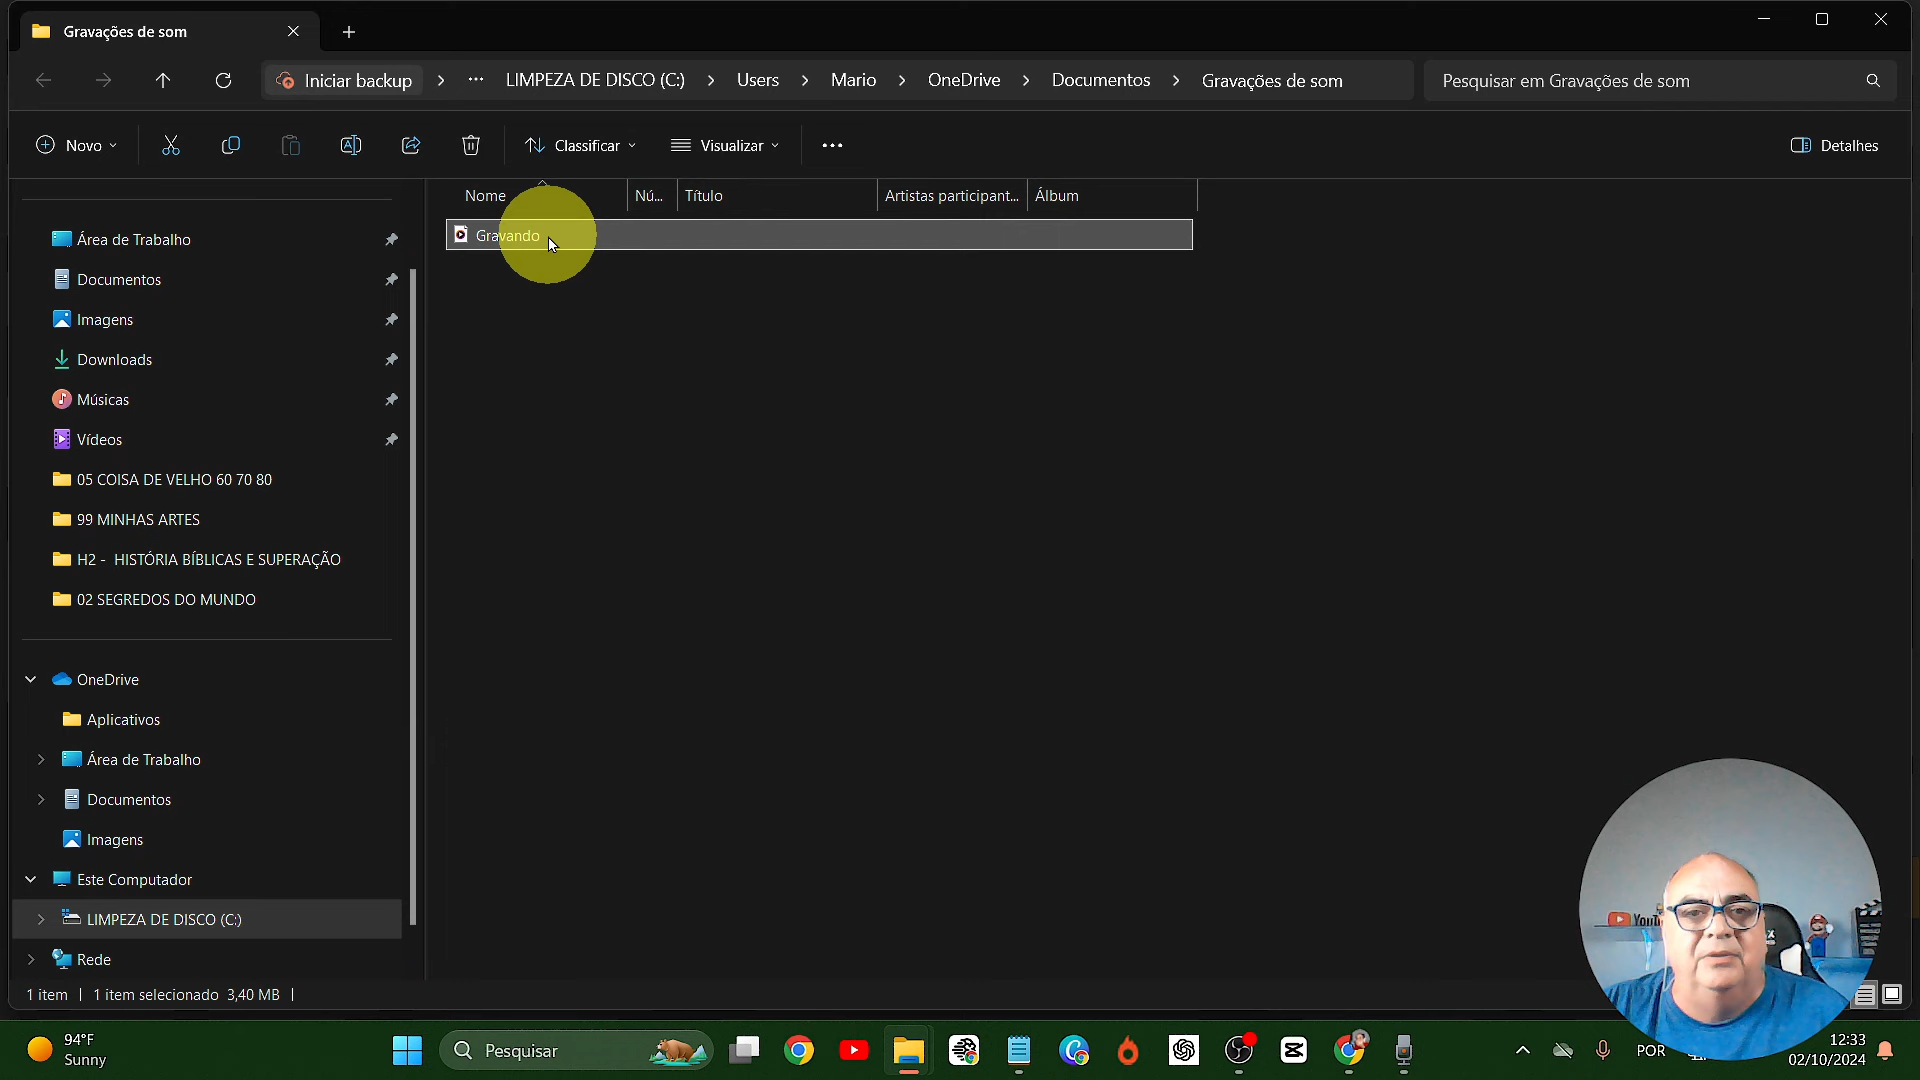 Gravações de som
Iniciar backup
LIMPEZA DE DISCO (C:)
Users
Mario
OneDrive
Documentos
Gravações de som
Pesquisar em Gravações de som
Novo
Classificar
Visualizar
Detalhes
Nome
Nú...
Título
Artistas participant...
Álbum
Gravando
Área de Trabalho
Documentos
Imagens
Downloads
Músicas
Vídeos
05 COISA DE VELHO 60 70 80
99 MINHAS ARTES
H2 - HISTÓRIA BÍBLICAS E SUPERAÇÃO
02 SEGREDOS DO MUNDO
OneDrive
Aplicativos
Área de Trabalho
Documentos
Imagens
Este Computador
LIMPEZA DE DISCO (C:)
Rede
1 item
1 item selecionado 3,40 MB
94°F
Sunny
Pesquisar
POR
12:33
02/10/2024